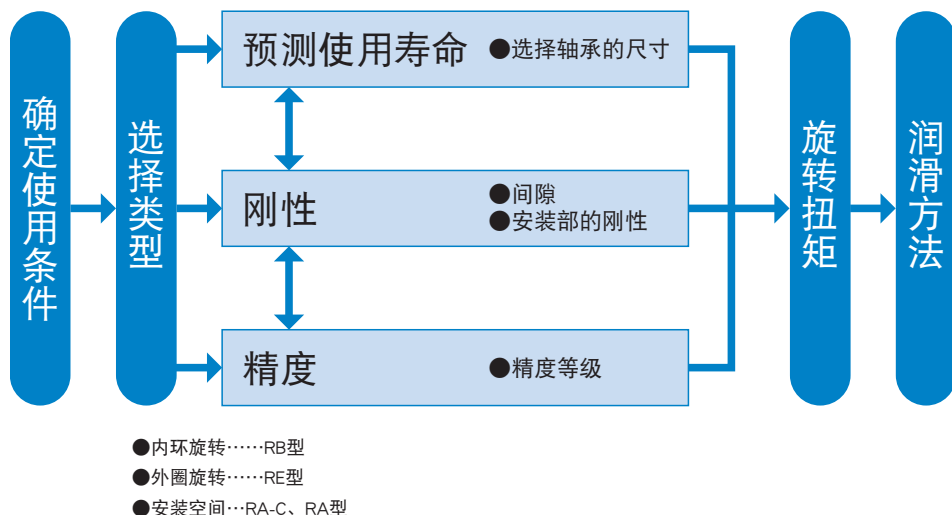 确定使用条件
选择类型
预测使用寿命 ●选择轴承的尺寸
刚性 ●间隙
●安装部的刚性
精度 ●精度等级
旋转扭矩
润滑方法
●内环旋转……RB型
●外圈旋转……RE型
●安装空间…RA-C、RA型